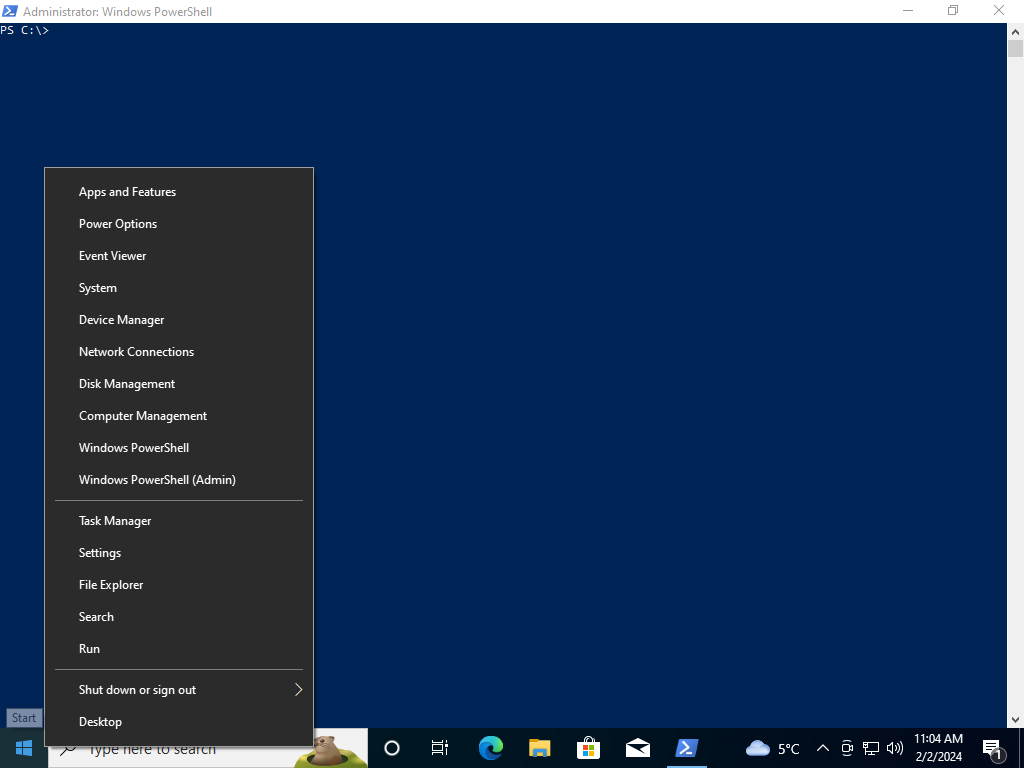 Administrator: Windows PowerShell
PS C:\>
Apps and Features
Power Options
Event Viewer
System
Device Manager
Network Connections
Disk Management
Computer Management
Windows PowerShell
Windows PowerShell (Admin)
Task Manager
Settings
File Explorer
Search
Run
Shut down or sign out
Desktop
Start
Type here to search
5°C
11:04 AM
2/2/2024
1